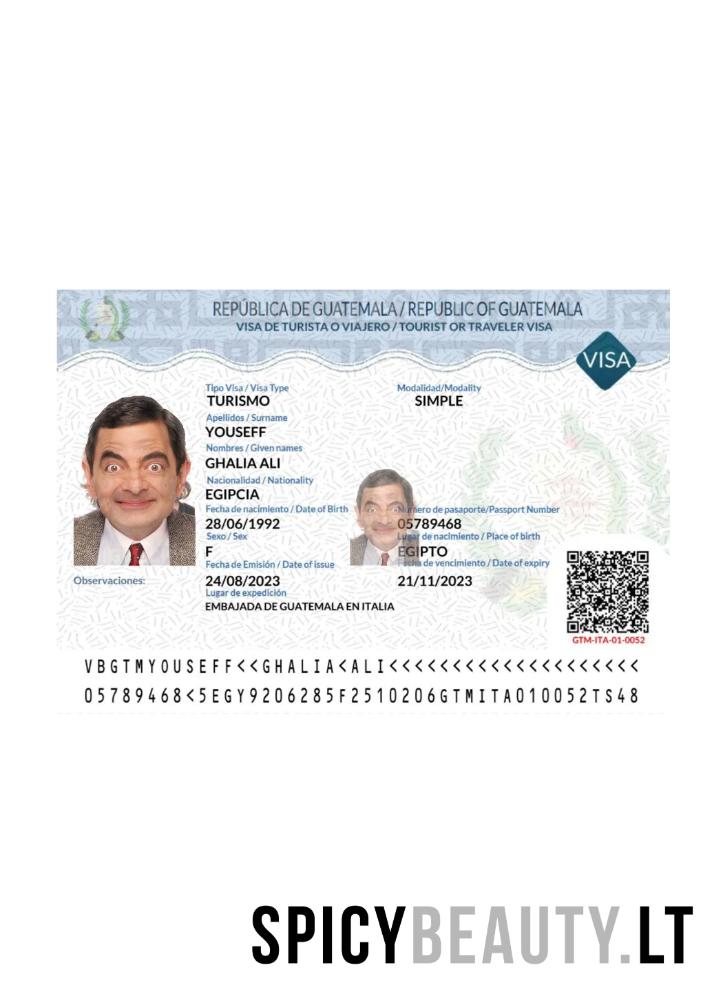 REPÚBLICA DE GUATEMALA / REPUBLIC OF GUATEMALA
VISA DE TURISTA O VIAJERO / TOURIST OR TRAVELER VISA
VISA
Tipo Visa / Visa Type
TURISMO
Modalidad/Modality
SIMPLE
Apellidos / Surname
YOUSEFF
Nombres / Given names
GHALIA ALI
Nacionalidad / Nationality
EGIPCIA
Fecha de nacimiento / Date of Birth
28/06/1992
Número de pasaporte/Passport Number
05789468
Sexo / Sex
F
Lugar de nacimiento / Place of birth
EGIPTO
Fecha de Emisión / Date of issue
24/08/2023
Fecha de vencimiento / Date of expiry
21/11/2023
Observaciones:
Lugar de expedición
EMBAJADA DE GUATEMALA EN ITALIA
GTM-ITA-01-0052
VBGTMYOUSEFF<<GHALIA<ALI<<<<<<<<<<<<<<<<<<<<
05789468<5EGY9206285F2510206GTMITA010052TS48
SPICYBEAUTY.LT